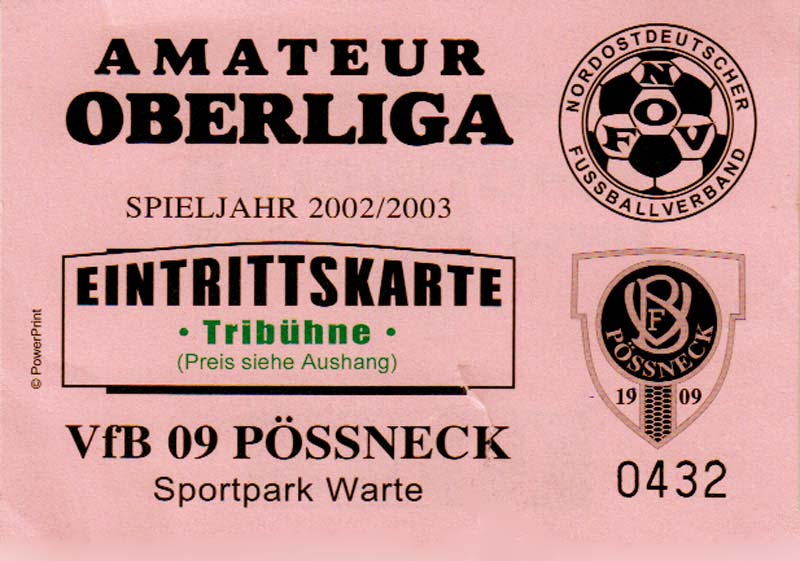 AMATEUR
OBERLIGA
SPIELJAHR 2002/2003
EINTRITTSKARTE
• Tribühne •
(Preis siehe Aushang)
VfB 09 PÖSSNECK
Sportpark Warte
© PowerPrint
NORDOSTDEUTSCHER
FUSSBALLVERBAND
N
O
F V
VfB
PÖSSNECK
19 09
0432